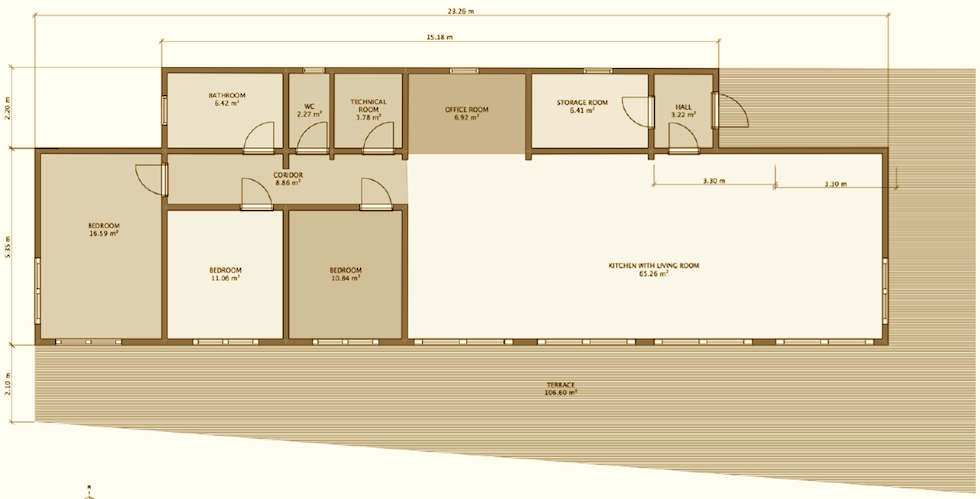 23.26 m
15.18 m
2.20 m
BATHROOM
6.42 m²
WC
2.27 m²
TECHNICAL
ROOM
3.78 m²
OFFICE ROOM
6.92 m²
STORAGE ROOM
6.41 m²
HALL
3.22 m²
CORIDOR
8.86 m²
3.30 m
3.30 m
5.35 m
BEDROOM
16.59 m²
BEDROOM
11.06 m²
BEDROOM
10.84 m²
KITCHEN WITH LIVING ROOM
65.26 m²
2.10 m
TERRACE
106.60 m²